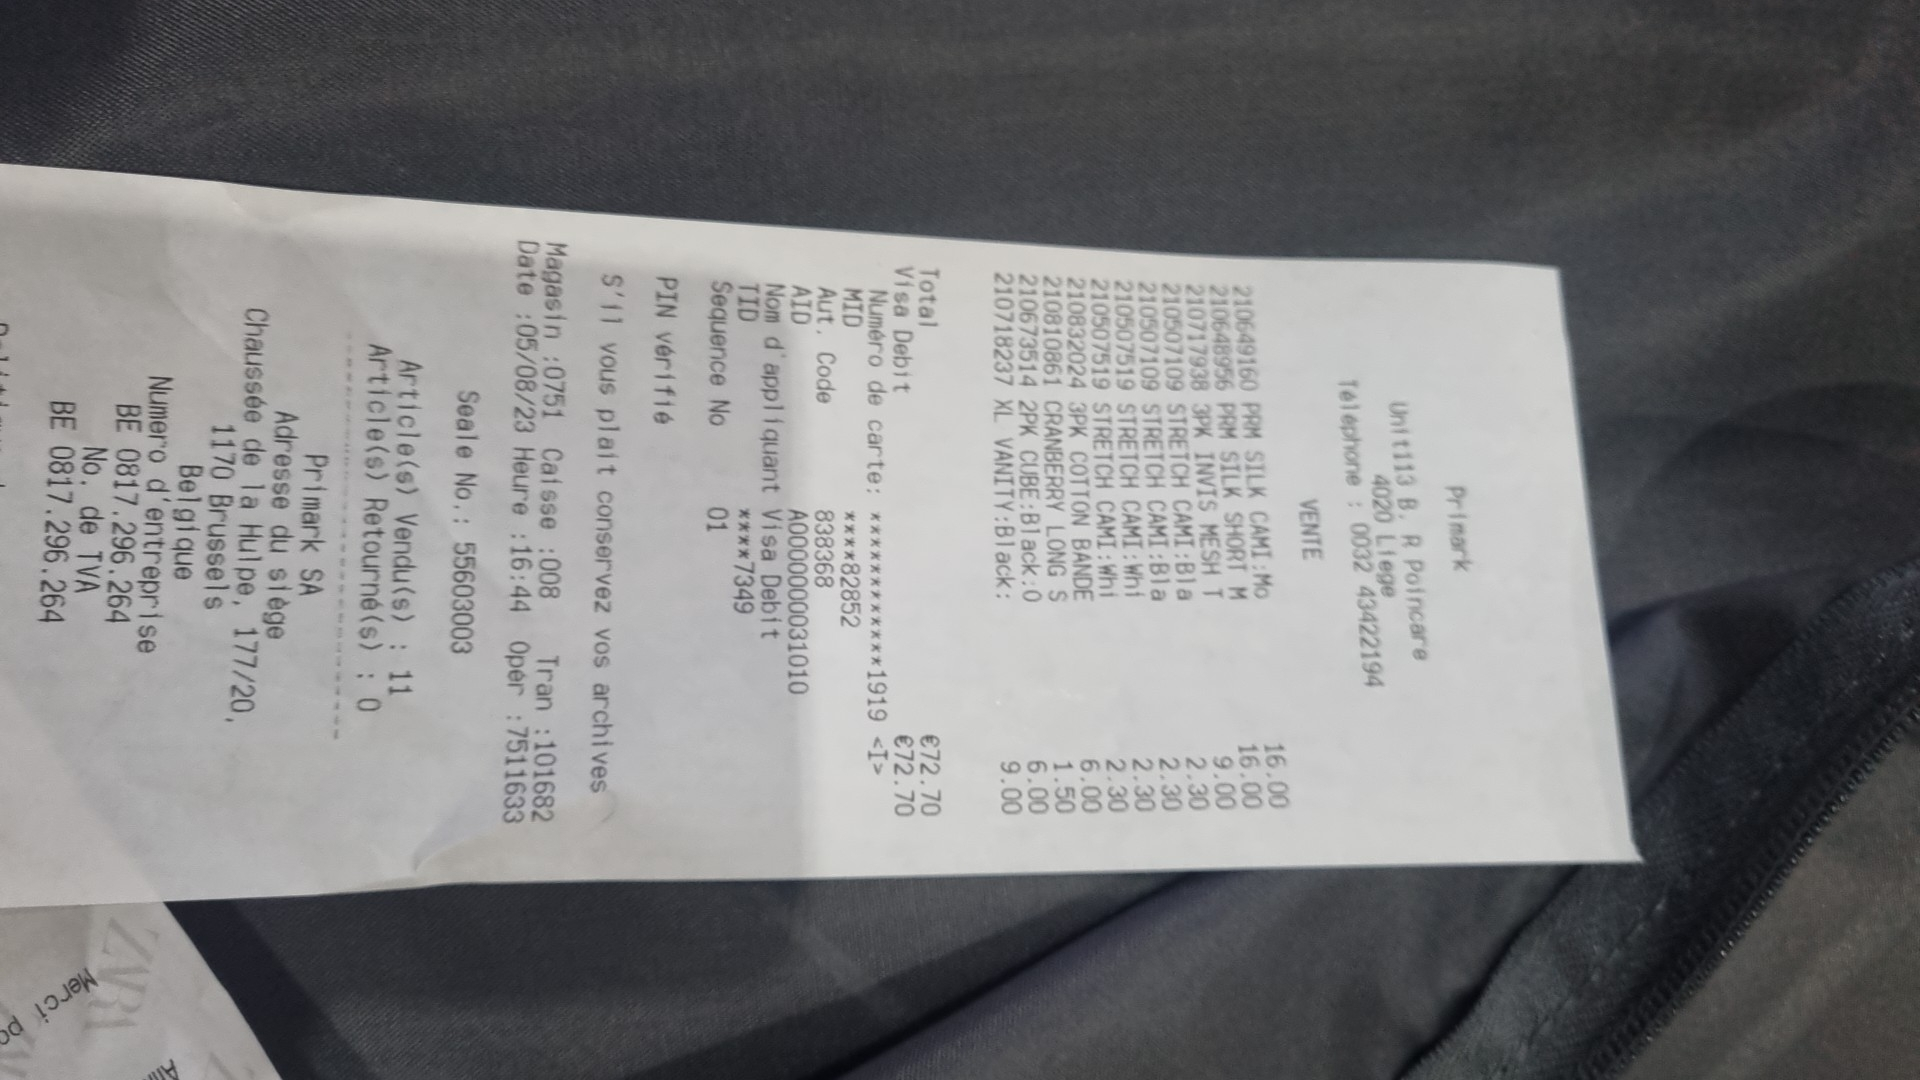 Primark
Unit113 B. R Poincare
4020 Liege
Téléphone : 0032 43422194
VENTE
210649160 PRM SILK CAMI:Mo 16.00
210648956 PRM SILK SHORT M 16.00
210717938 3PK INVIS MESH T 9.00
210507109 STRETCH CAMI:Bla 2.30
210507109 STRETCH CAMI:Bla 2.30
210507519 STRETCH CAMI:Whi 2.30
210507519 STRETCH CAMI:Whi 2.30
210832024 3PK COTTON BANDE 6.00
210810861 CRANBERRY LONG S 1.50
210673514 2PK CUBE:Black:O 6.00
210718237 XL VANITY:Black: 9.00
Total €72.70
Visa Debit €72.70
Numéro de carte: ************1919 <I>
MID ****82852
Aut. Code 838368
AID A0000000031010
Nom d'appliquant Visa Debit
TID ****7349
Sequence No 01
PIN vérifié
S'il vous plait conservez vos archives
Magasin :0751 Caisse :008 Tran :101682
Date :05/08/23 Heure :16:44 Opér :7511633
Seale No.: 55603003
Article(s) Vendu(s) : 11
Article(s) Retourné(s) : 0
--------------------------------
Primark SA
Adresse du siège
Chaussée de la Hulpe, 177/20,
1170 Brussels
Belgique
Numero d'entreprise
BE 0817.296.264
No. de TVA
BE 0817.296.264
Merci